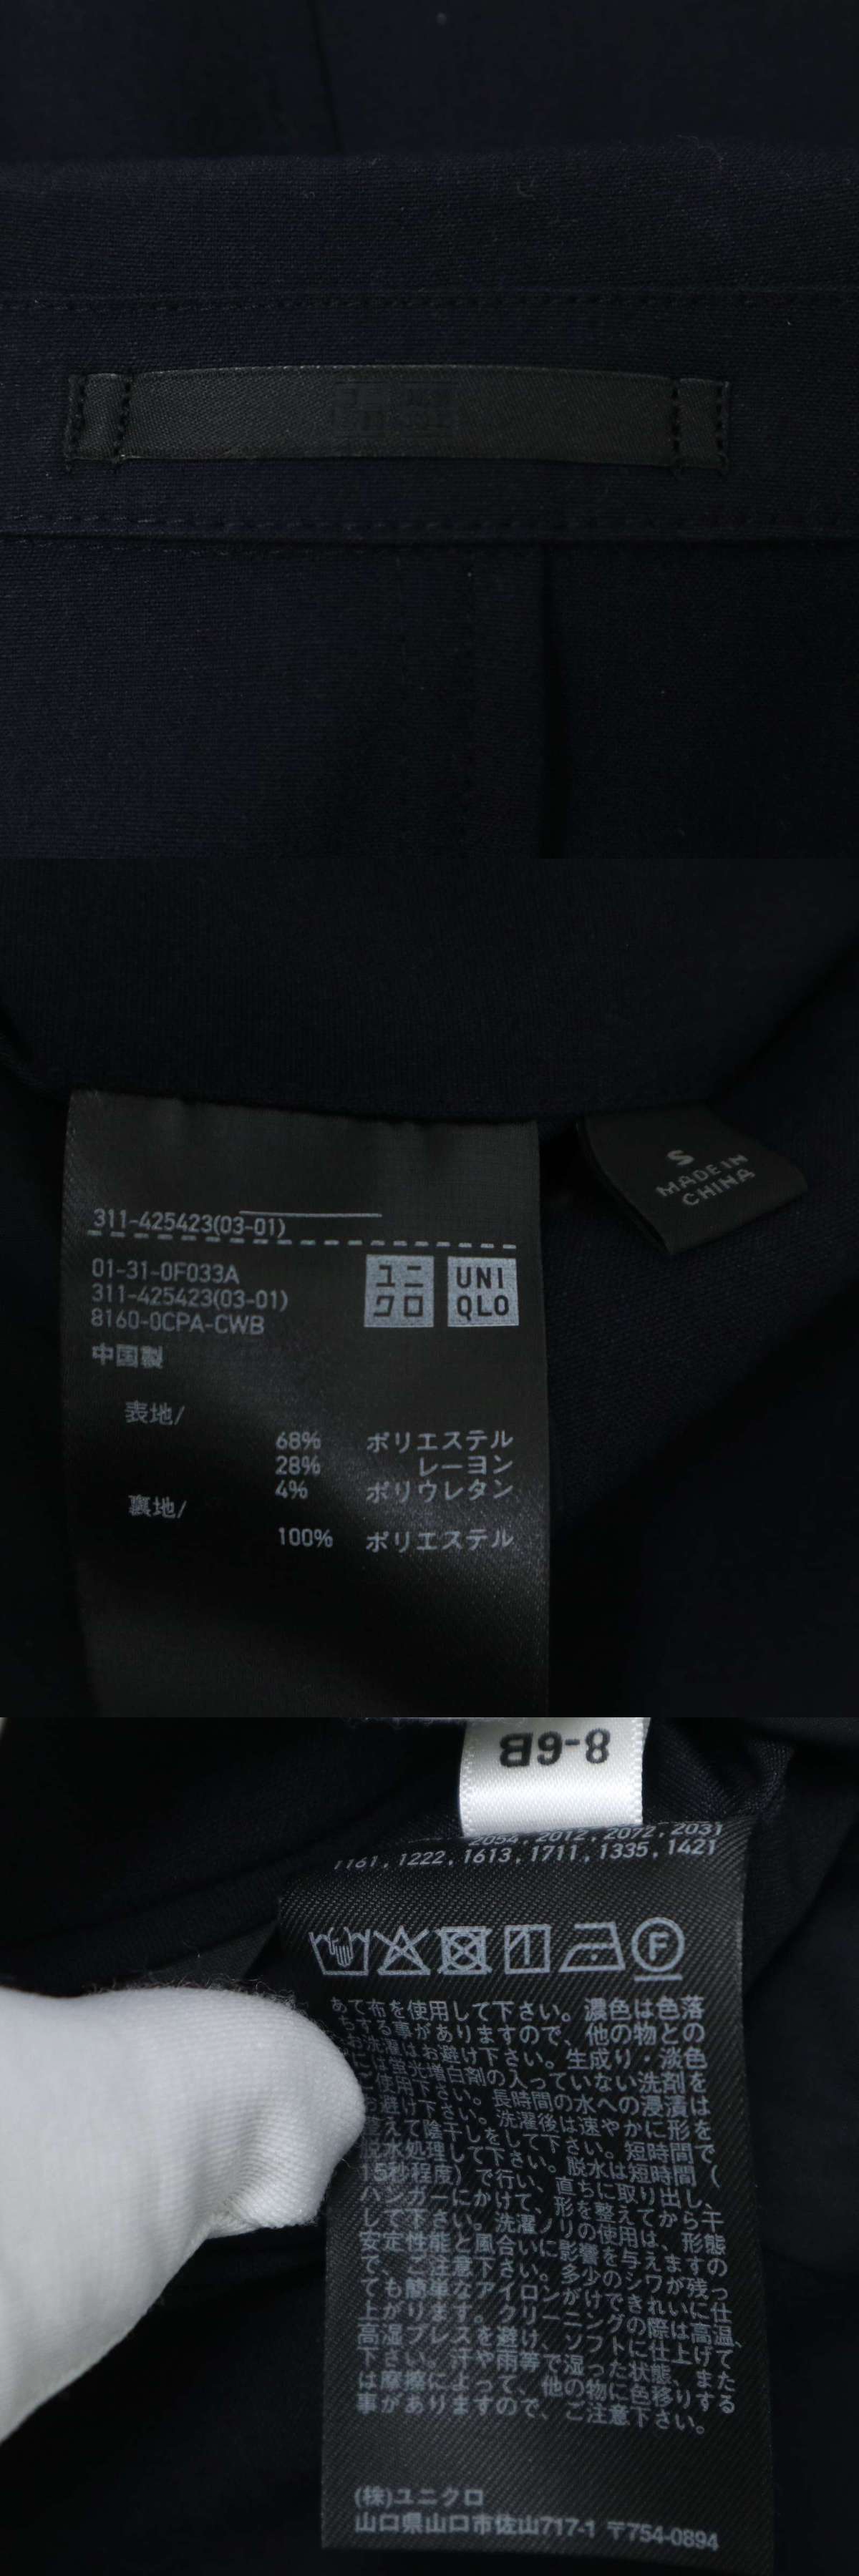 311-425423(03-01)
01-31-0F033A
311-425423(03-01)
8160-0CPA-CWB
ユニ
クロ
UNI
QLO
中国製
表地/
68% ポリエステル
28% レーヨン
4% ポリウレタン
裏地/
100% ポリエステル
S
MADE IN
CHINA
8-6B
2054,2012,2072,2031
1161,1222,1613,1711,1335,1421
F
あて布を使用して下さい。濃色は色落
ちする事がありますので、他の物との
お洗濯はお避け下さい。生成り・淡色
には蛍光増白剤の入っていない洗剤を
ご使用下さい。長時間の水への浸漬は
お避け下さい。洗濯後は速やかに形を
整えて陰干しをして下さい。短時間で
脱水処理して下さい。脱水は短時間(
15秒程度)で行い、直ちに取り出し、
ハンガーにかけて、形を整えてから干
して下さい。洗濯ノリの使用は、形態
安定性能と風合いに影響を与えますの
で、ご注意下さい。多少のシワが残っ
ても簡単なアイロンがけできれいに仕
上がります。クリーニングの際は高温、
高湿プレスを避け、ソフトに仕上げて
下さい。汗や雨等で湿った状態、また
は摩擦によって、他の物に色移りする
事がありますので、ご注意下さい。
(株)ユニクロ
山口県山口市佐山717-1 〒754-0894